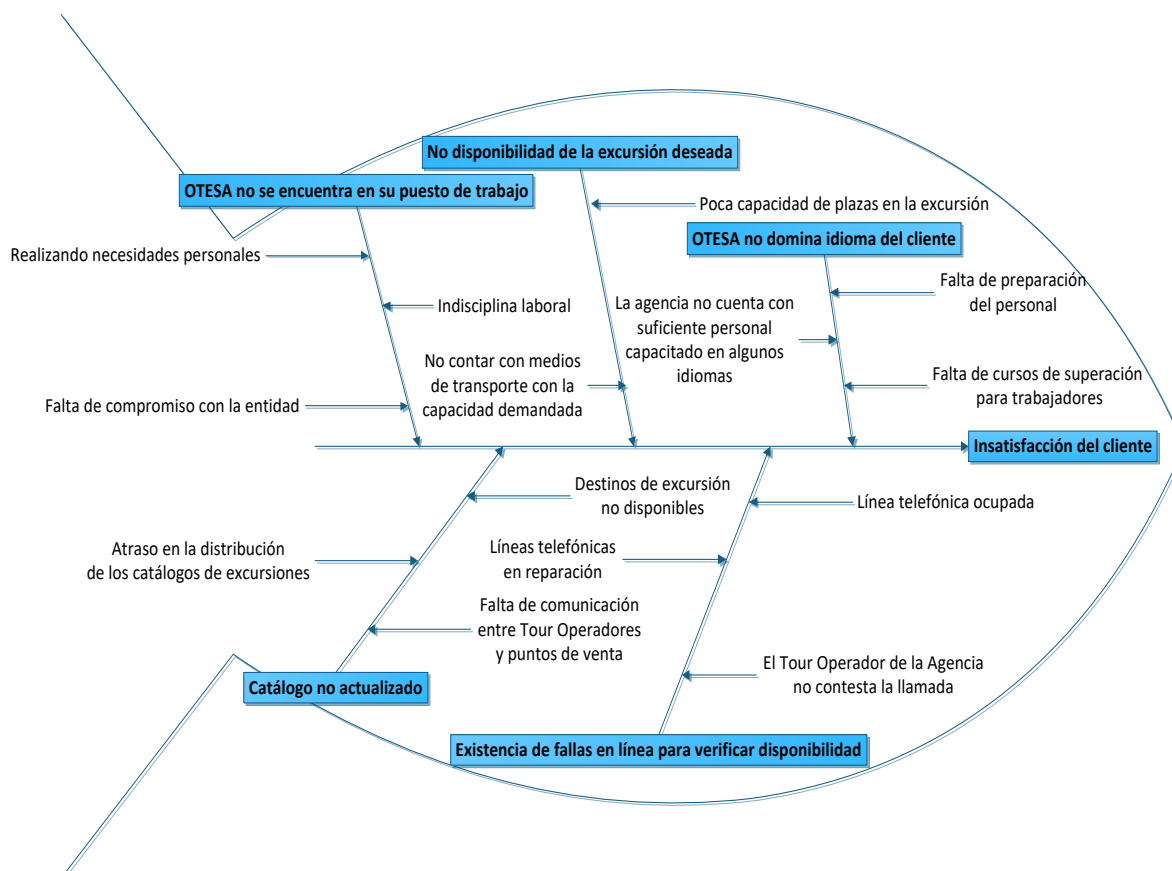 No disponibilidad de la excursión deseada
OTESA no se encuentra en su puesto de trabajo
Poca capacidad de plazas en la excursión
OTESA no domina idioma del cliente
Realizando necesidades personales
Falta de preparación
del personal
Indisciplina laboral
La agencia no cuenta con
suficiente personal
capacitado en algunos
idiomas
No contar con medios
de transporte con la
capacidad demandada
Falta de cursos de superación
para trabajadores
Falta de compromiso con la entidad
Insatisfacción del cliente
Destinos de excursión
no disponibles
Línea telefónica ocupada
Atraso en la distribución
de los catálogos de excursiones
Líneas telefónicas
en reparación
Falta de comunicación
entre Tour Operadores
y puntos de venta
El Tour Operador de la Agencia
no contesta la llamada
Catálogo no actualizado
Existencia de fallas en línea para verificar disponibilidad